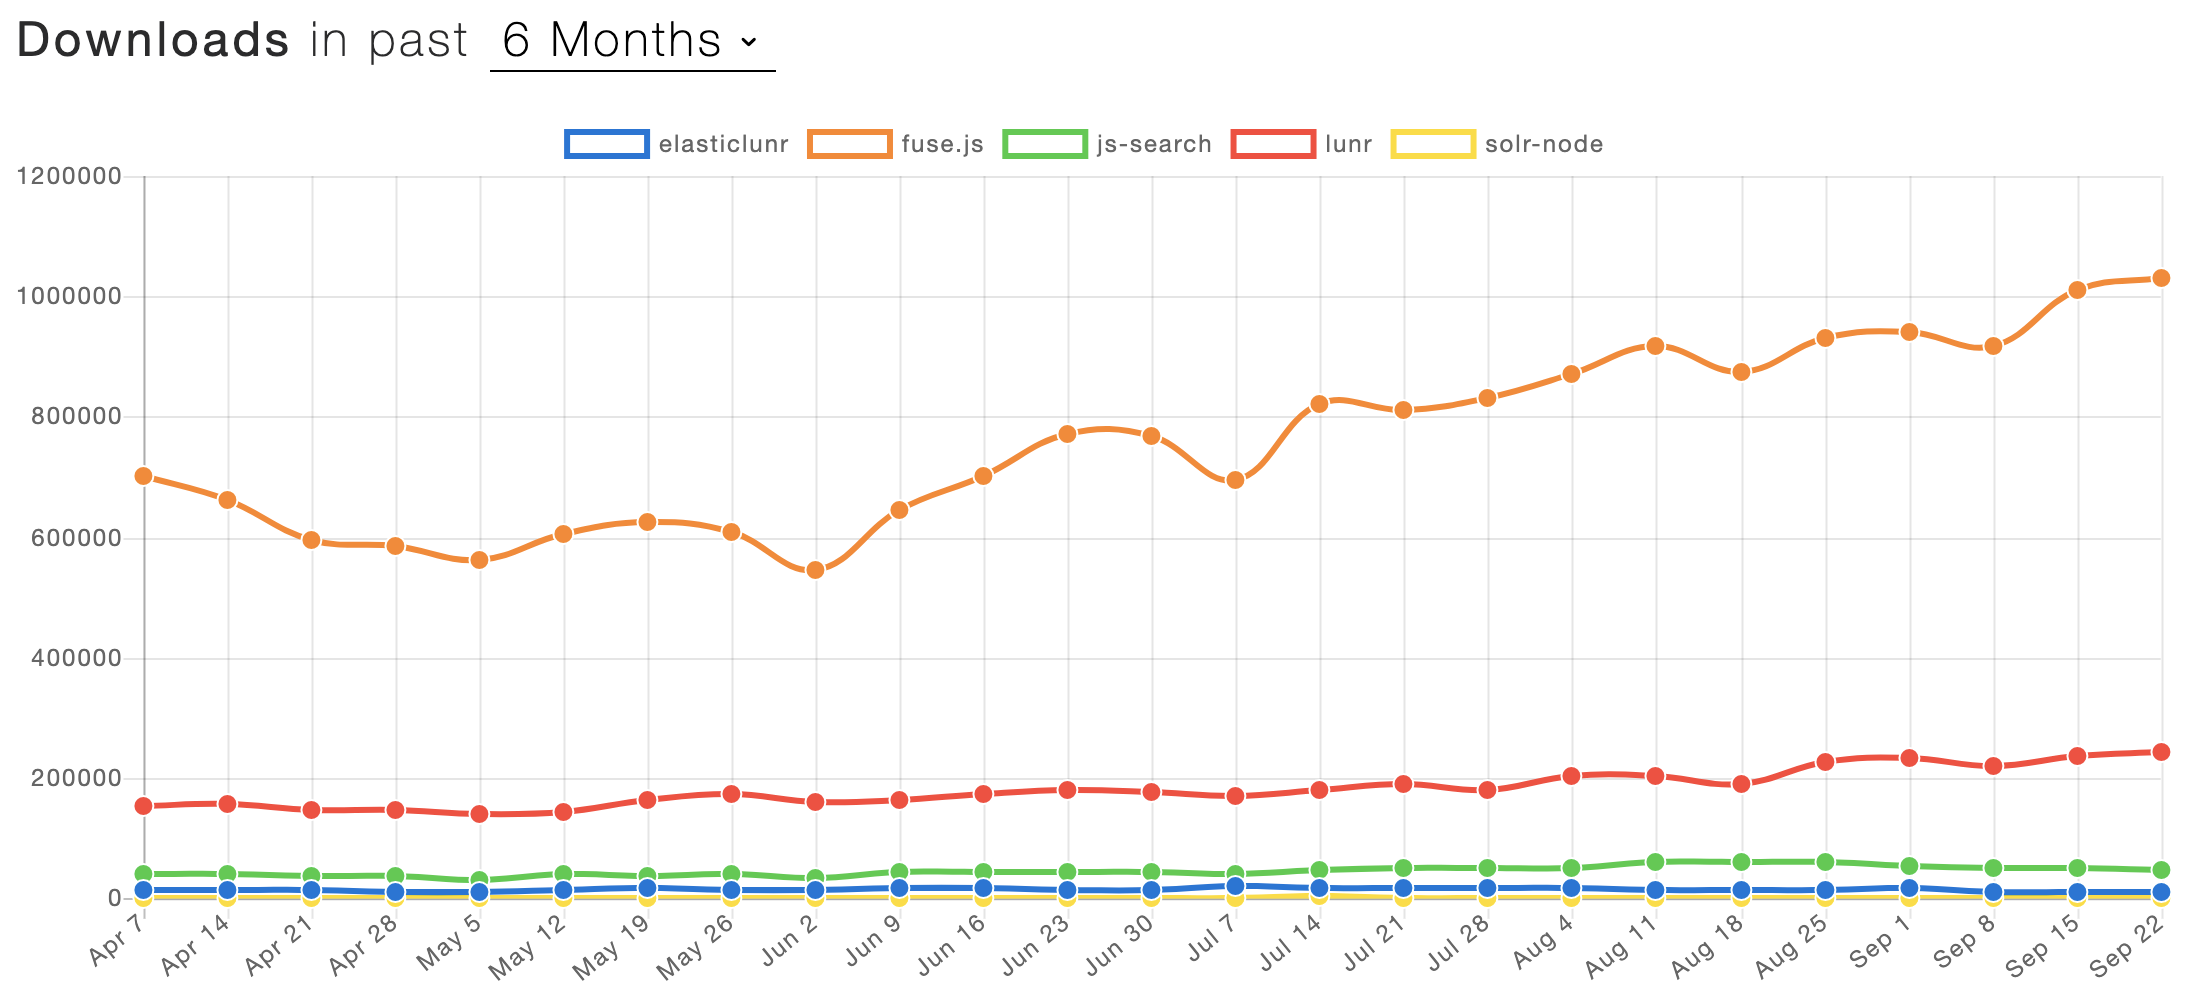 Downloads in past 6 Months
elasticlunr fuse.js js-search lunr solr-node
1200000
1000000
800000
600000
400000
200000
0
Apr 7 Apr 14 Apr 21 Apr 28 May 5 May 12 May 19 May 26 Jun 2 Jun 9 Jun 16 Jun 23 Jun 30 Jul 7 Jul 14 Jul 21 Jul 28 Aug 4 Aug 11 Aug 18 Aug 25 Sep 1 Sep 8 Sep 15 Sep 22